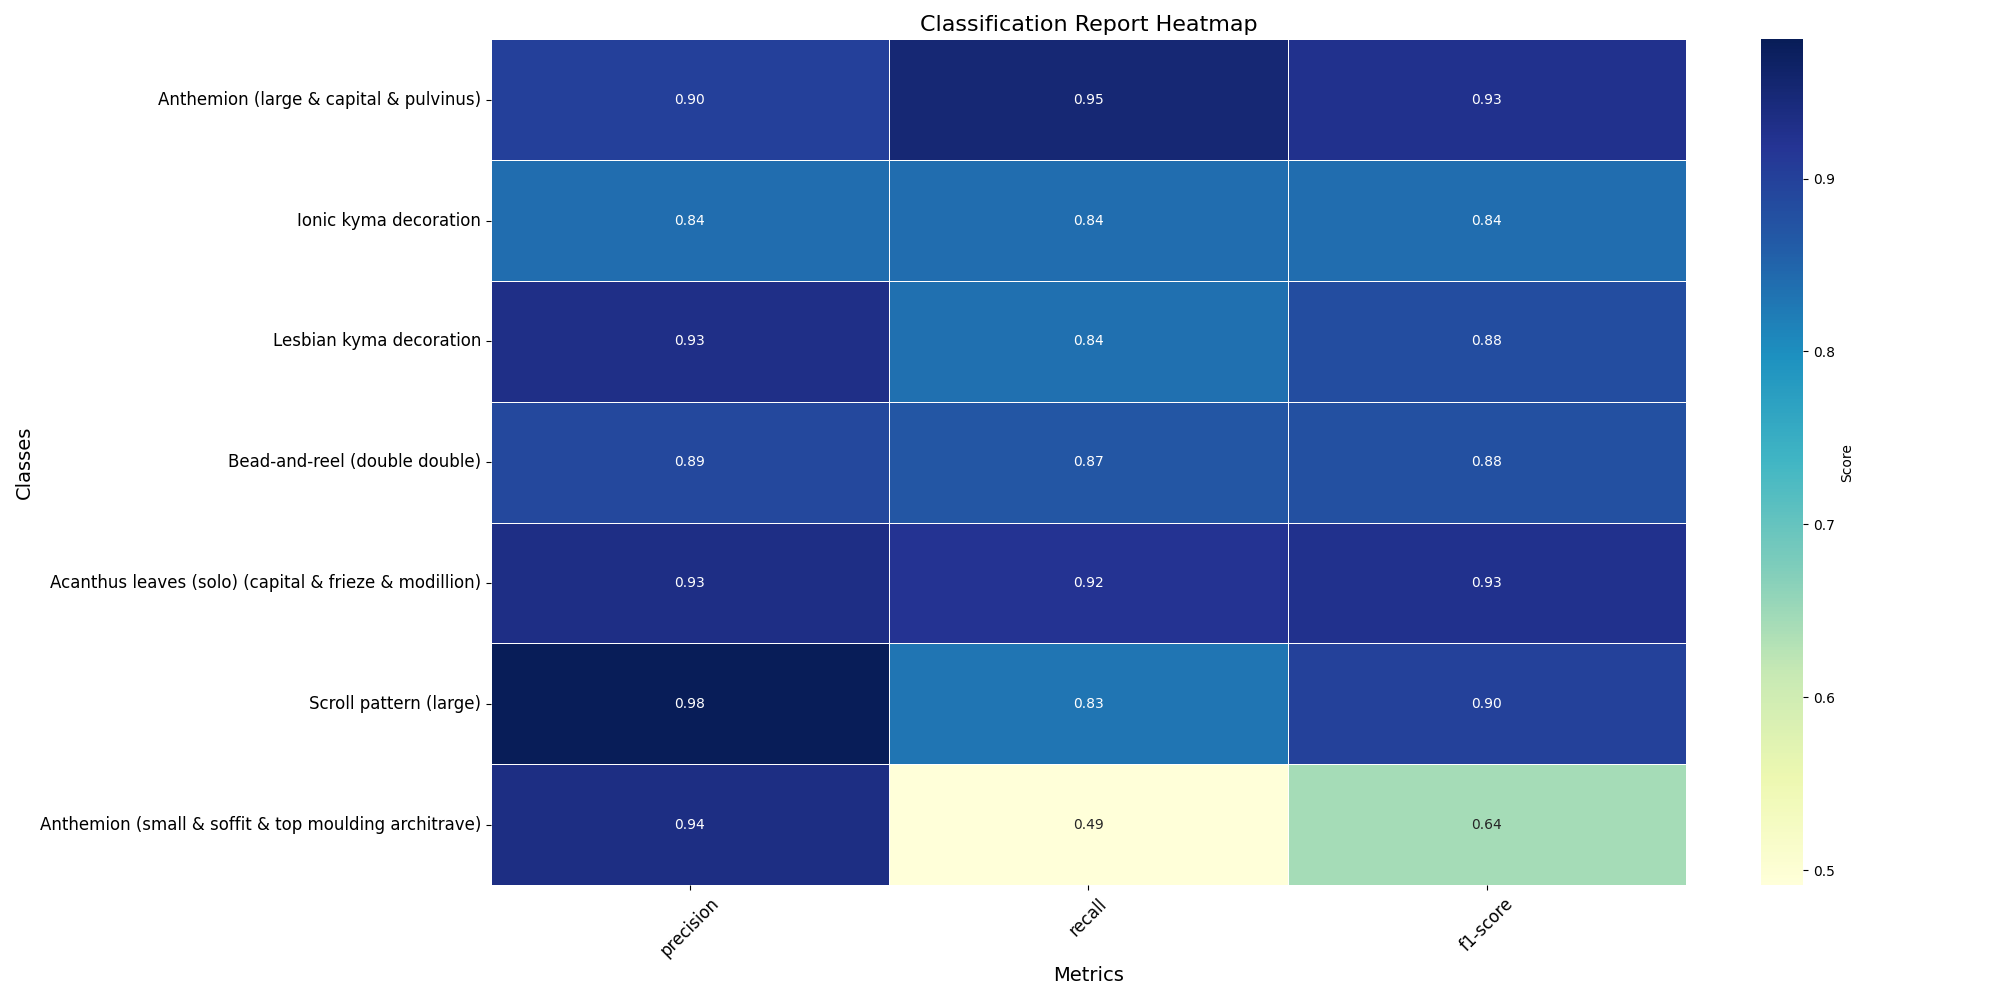 Classification Report Heatmap
Anthemion (large & capital & pulvinus) 0.90 0.95 0.93
Ionic kyma decoration 0.84 0.84 0.84
Lesbian kyma decoration 0.93 0.84 0.88
Bead-and-reel (double double) 0.89 0.87 0.88
Acanthus leaves (solo) (capital & frieze & modillion) 0.93 0.92 0.93
Scroll pattern (large) 0.98 0.83 0.90
Anthemion (small & soffit & top moulding architrave) 0.94 0.49 0.64
precision recall f1-score
Metrics
Classes
0.9
0.8
0.7
0.6
0.5
Score